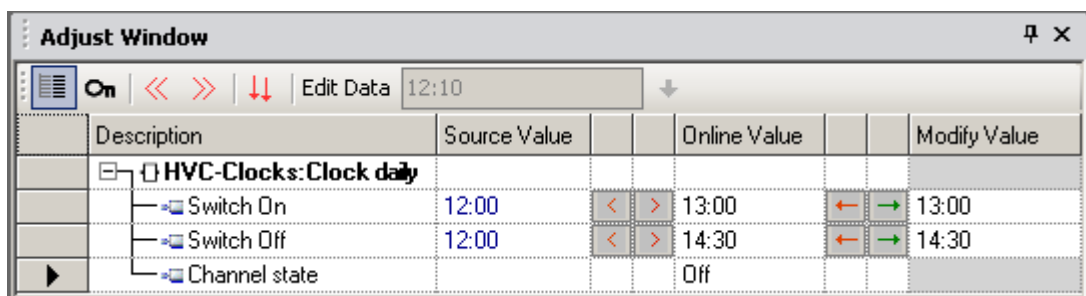 Adjust Window
Edit Data 12:10
Description Source Value Online Value Modify Value
HVC-Clocks:Clock daily
Switch On 12:00 < > 13:00 ← → 13:00
Switch Off 12:00 < > 14:30 ← → 14:30
Channel state Off